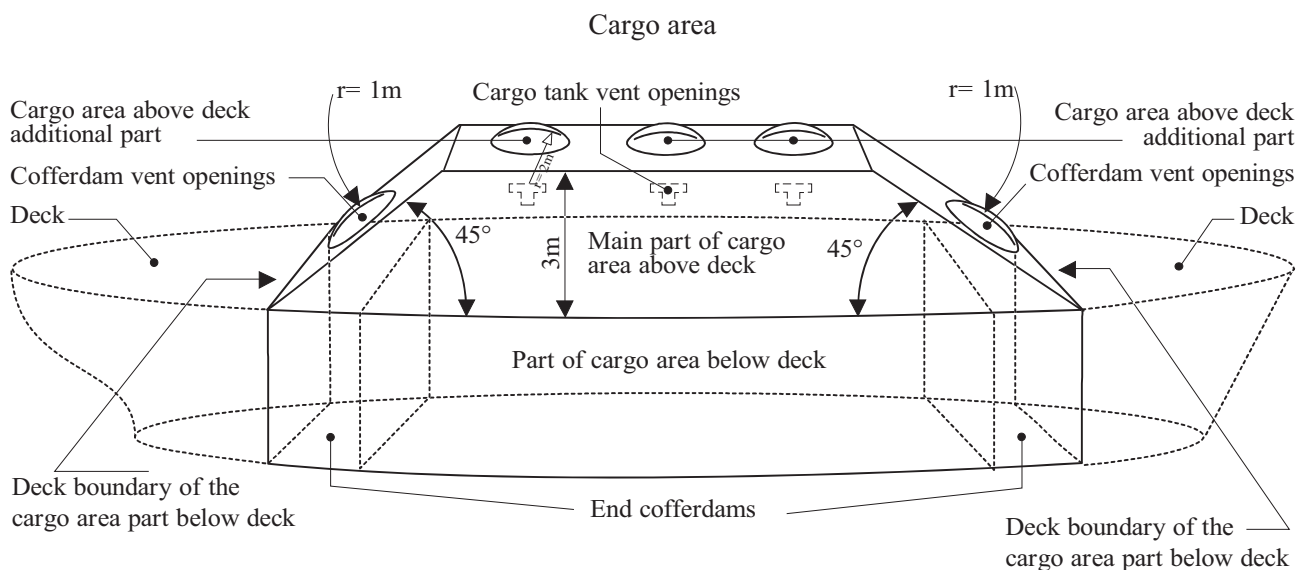 Cargo area
r= 1m
Cargo tank vent openings
r= 1m
Cargo area above deck
additional part
Cargo area above deck
additional part
Cofferdam vent openings
r=2m
Cofferdam vent openings
Deck
45°
3m
Main part of cargo
area above deck
45°
Deck
Part of cargo area below deck
Deck boundary of the
cargo area part below deck
End cofferdams
Deck boundary of the
cargo area part below deck